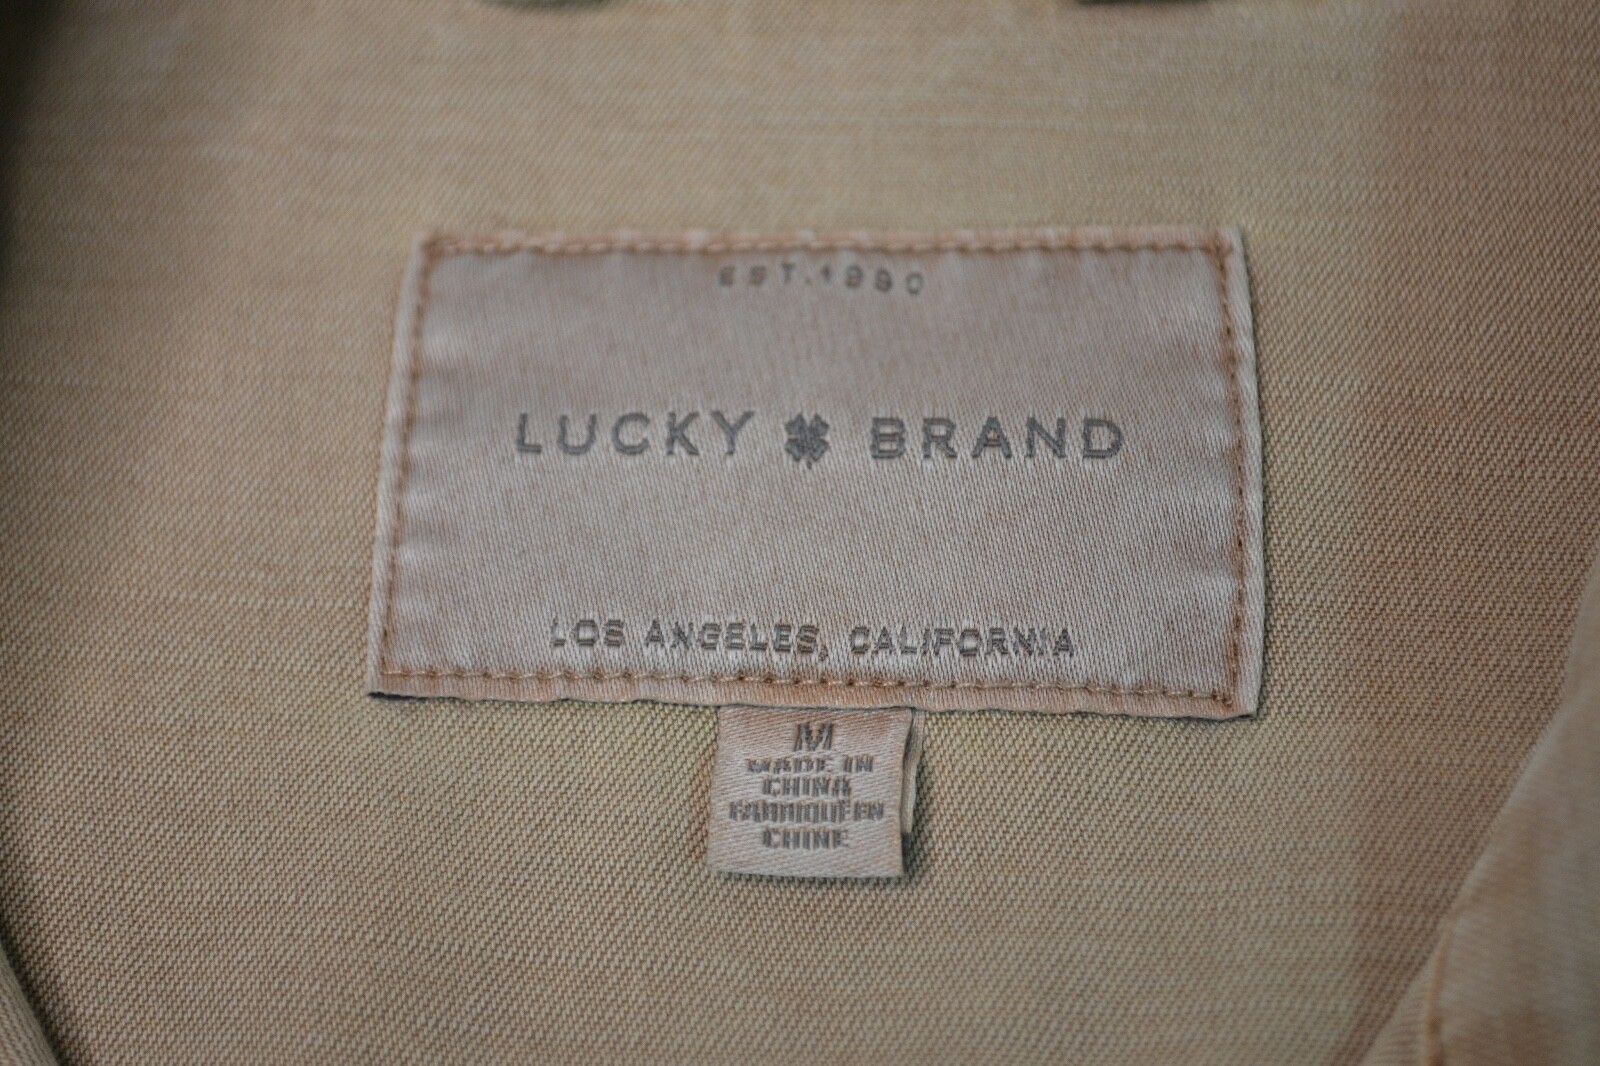 EST. 1990
LUCKY BRAND
LOS ANGELES, CALIFORNIA
M
MADE IN
CHINA
FABRIQUÉ EN
CHINE